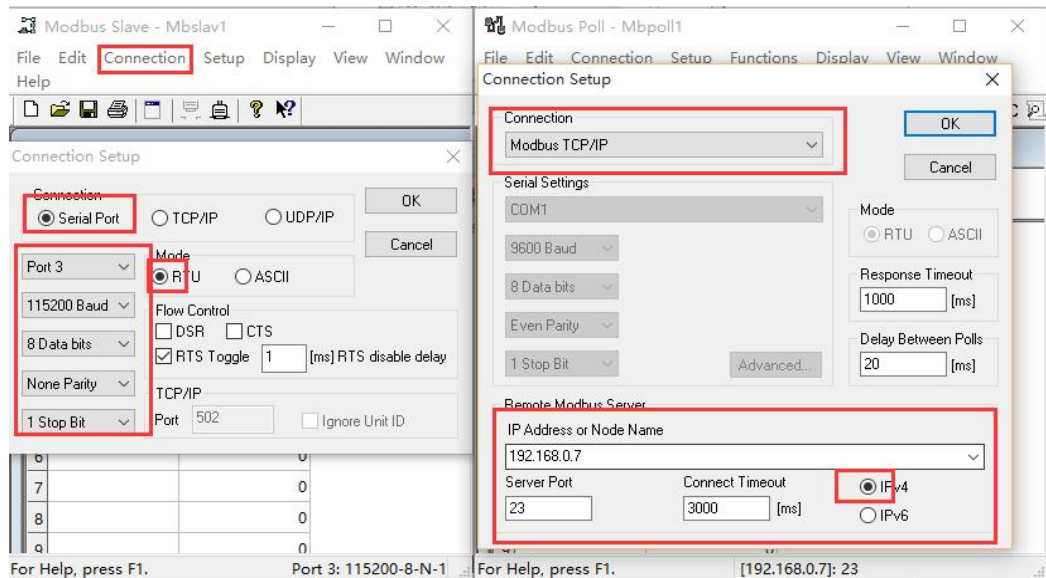 Modbus Slave - Mbslav1
File Edit Connection Setup Display View Window
Help
Connection Setup
Connection
Serial Port TCP/IP UDP/IP
OK
Cancel
Port 3
115200 Baud
8 Data bits
None Parity
1 Stop Bit
Mode
RTU ASCII
Flow Control
DSR CTS
RTS Toggle 1 [ms] RTS disable delay
TCP/IP
Port 502 Ignore Unit ID
6 0
7 0
8 0
9 0
For Help, press F1. Port 3: 115200-8-N-1
Modbus Poll - Mbpoll1
File Edit Connection Setup Functions Display View Window
Connection Setup
Connection
Modbus TCP/IP
OK
Cancel
Serial Settings
COM1
9600 Baud
8 Data bits
Even Parity
1 Stop Bit
Advanced...
Mode
RTU ASCII
Response Timeout
1000 [ms]
Delay Between Polls
20 [ms]
Remote Modbus Server
IP Address or Node Name
192.168.0.7
Server Port Connect Timeout
23 3000 [ms]
IPv4
IPv6
For Help, press F1. [192.168.0.7]: 23